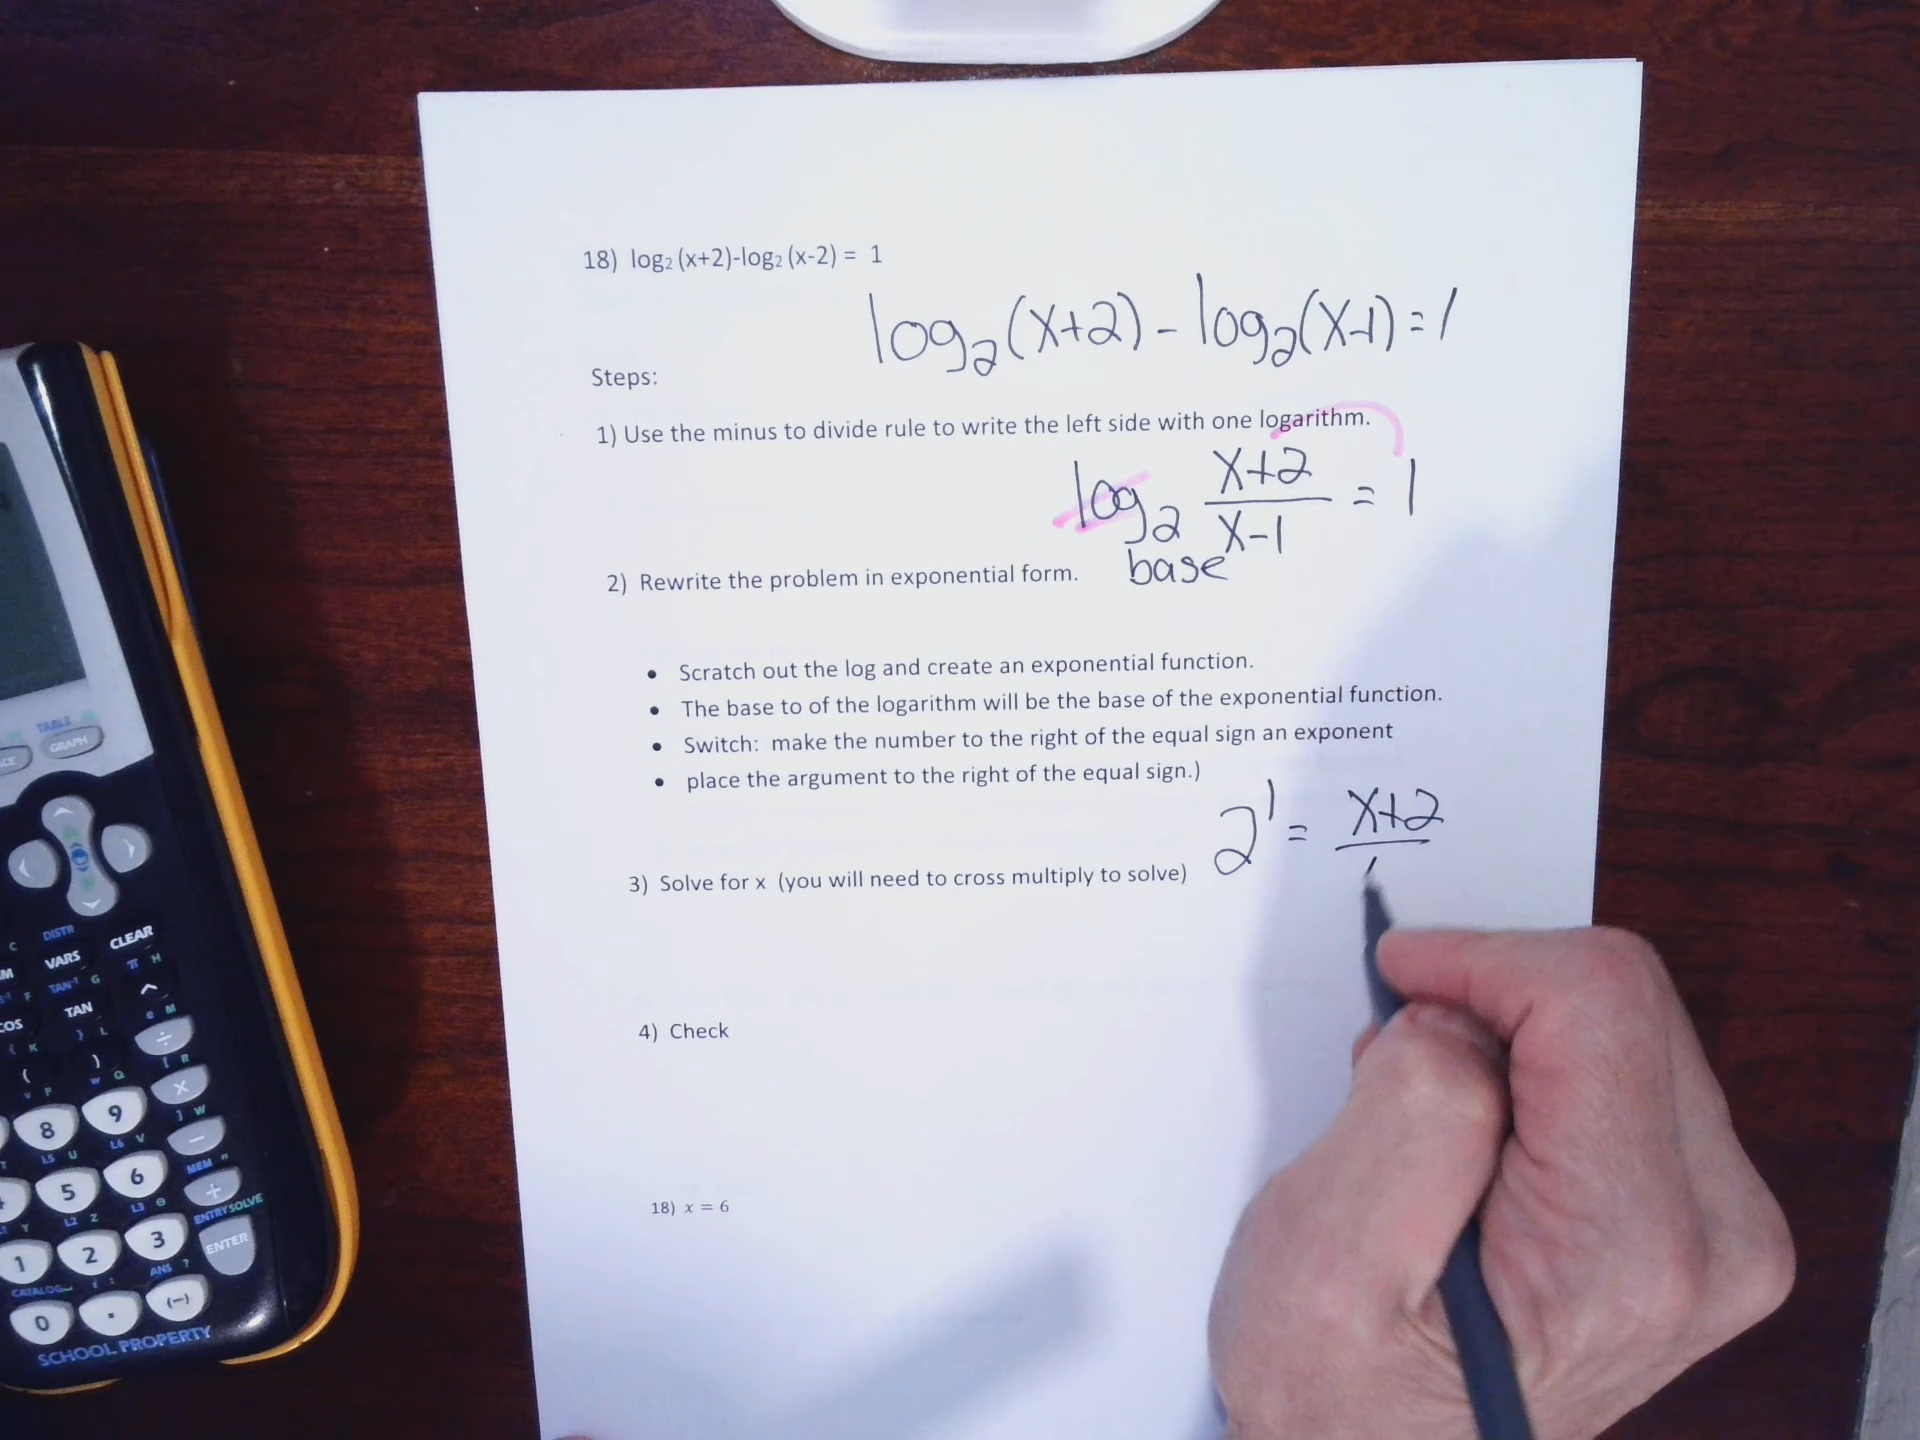 18) log₂ (x+2)-log₂ (x-2) = 1
log₂(x+2) - log₂(x-1) = 1
Steps:
1) Use the minus to divide rule to write the left side with one logarithm.
log₂ x+2 / x-1 = 1
base
2) Rewrite the problem in exponential form.
• Scratch out the log and create an exponential function.
• The base to of the logarithm will be the base of the exponential function.
• Switch: make the number to the right of the equal sign an exponent
• place the argument to the right of the equal sign.)
2¹ = x+2
3) Solve for x (you will need to cross multiply to solve)
4) Check
18) x = 6
TABLE
GRAPH
DISTR
VARS
CLEAR
TAN⁻¹ G
π H
TAN
^
e M
÷
{ K
} L
(
)
[ R
v P
w Q
×
8
9
] W
L5 U
L6 V
−
5
6
MEM "
+
L2 Z
L3 θ
ENTRY SOLVE
1
2
3
ENTER
CATALOG
i :
ANS ?
0
.
(−)
SCHOOL PROPERTY